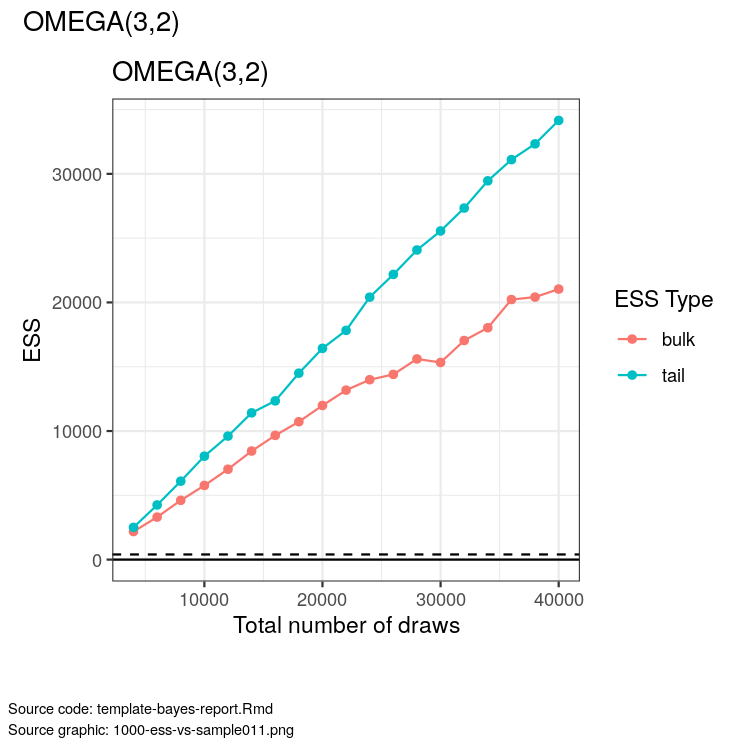 OMEGA(3,2)
OMEGA(3,2)
ESS
30000
20000
10000
0
10000 20000 30000 40000
Total number of draws
ESS Type
bulk
tail
Source code: template-bayes-report.Rmd
Source graphic: 1000-ess-vs-sample011.png